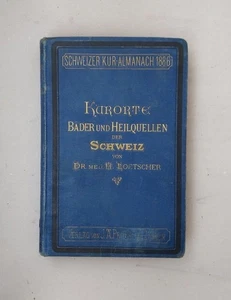 SCHWEIZER KUR-ALMANACH 1886
KURORTE
BÄDER UND HEILQUELLEN
DER
SCHWEIZ
VON
DR MED. H. LOETSCHER